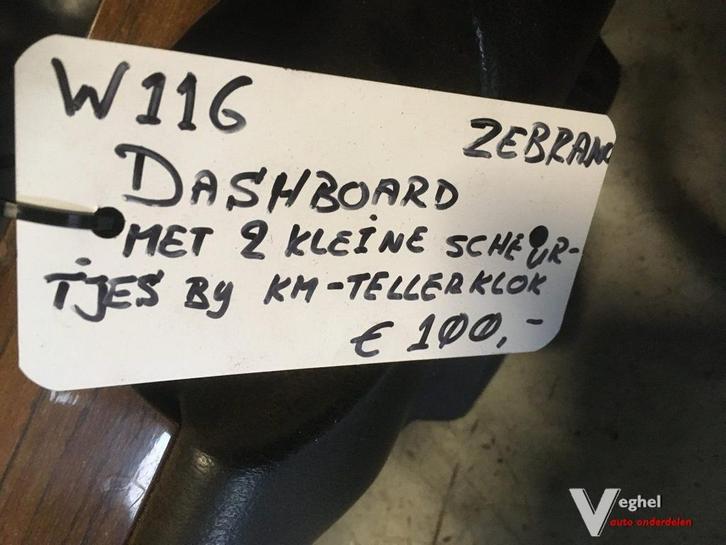 W116
ZEBRANO
DASHBOARD
MET 2 KLEINE SCHEUR-
TJES BY KM-TELLERKLOK
€ 100,-
Veghel
auto onderdelen